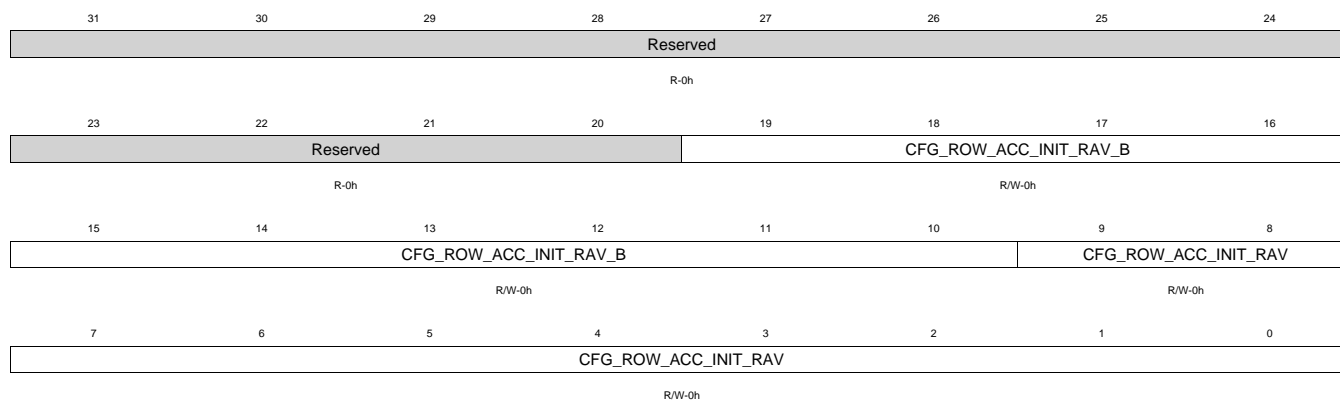 31 30 29 28 27 26 25 24
Reserved
R-0h
23 22 21 20 19 18 17 16
Reserved CFG_ROW_ACC_INIT_RAV_B
R-0h R/W-0h
15 14 13 12 11 10 9 8
CFG_ROW_ACC_INIT_RAV_B CFG_ROW_ACC_INIT_RAV
R/W-0h R/W-0h
7 6 5 4 3 2 1 0
CFG_ROW_ACC_INIT_RAV
R/W-0h